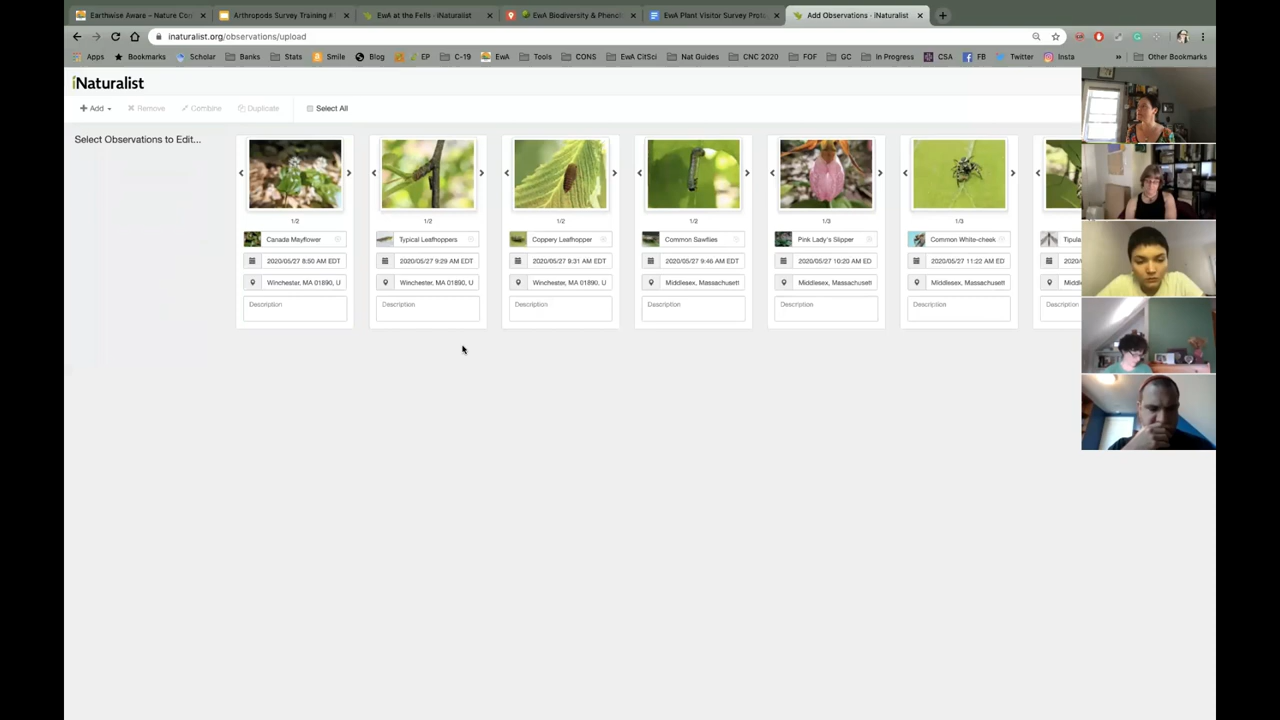 Earthwise Aware – Nature Con
Arthropods Survey Training #
EwA at the Fells · iNaturalist
EwA Biodiversity & Phenol
EwA Plant Visitor Survey Proto
Add Observations · iNaturalist
inaturalist.org/observations/upload
Apps Bookmarks Scholar Banks Stats Smile Blog EP C-19 EwA Tools CONS EwA CitSci Nat Guides CNC 2020 FOF GC In Progress CSA FB Twitter Insta » Other Bookmarks
iNaturalist
Add Remove Combine Duplicate Select All
Select Observations to Edit...
1/2 1/2 1/2 1/2 1/3 1/3
Canada Mayflower Typical Leafhoppers Coppery Leafhopper Common Sawflies Pink Lady's Slipper Common White-cheek Tipula
2020/05/27 8:50 AM EDT 2020/05/27 9:29 AM EDT 2020/05/27 9:31 AM EDT 2020/05/27 9:46 AM EDT 2020/05/27 10:20 AM ED 2020/05/27 11:22 AM ED 2020/
Winchester, MA 01890, U Winchester, MA 01890, U Winchester, MA 01890, U Middlesex, Massachusett Middlesex, Massachusett Middlesex, Massachusett Middle
Description Description Description Description Description Description Descriptio